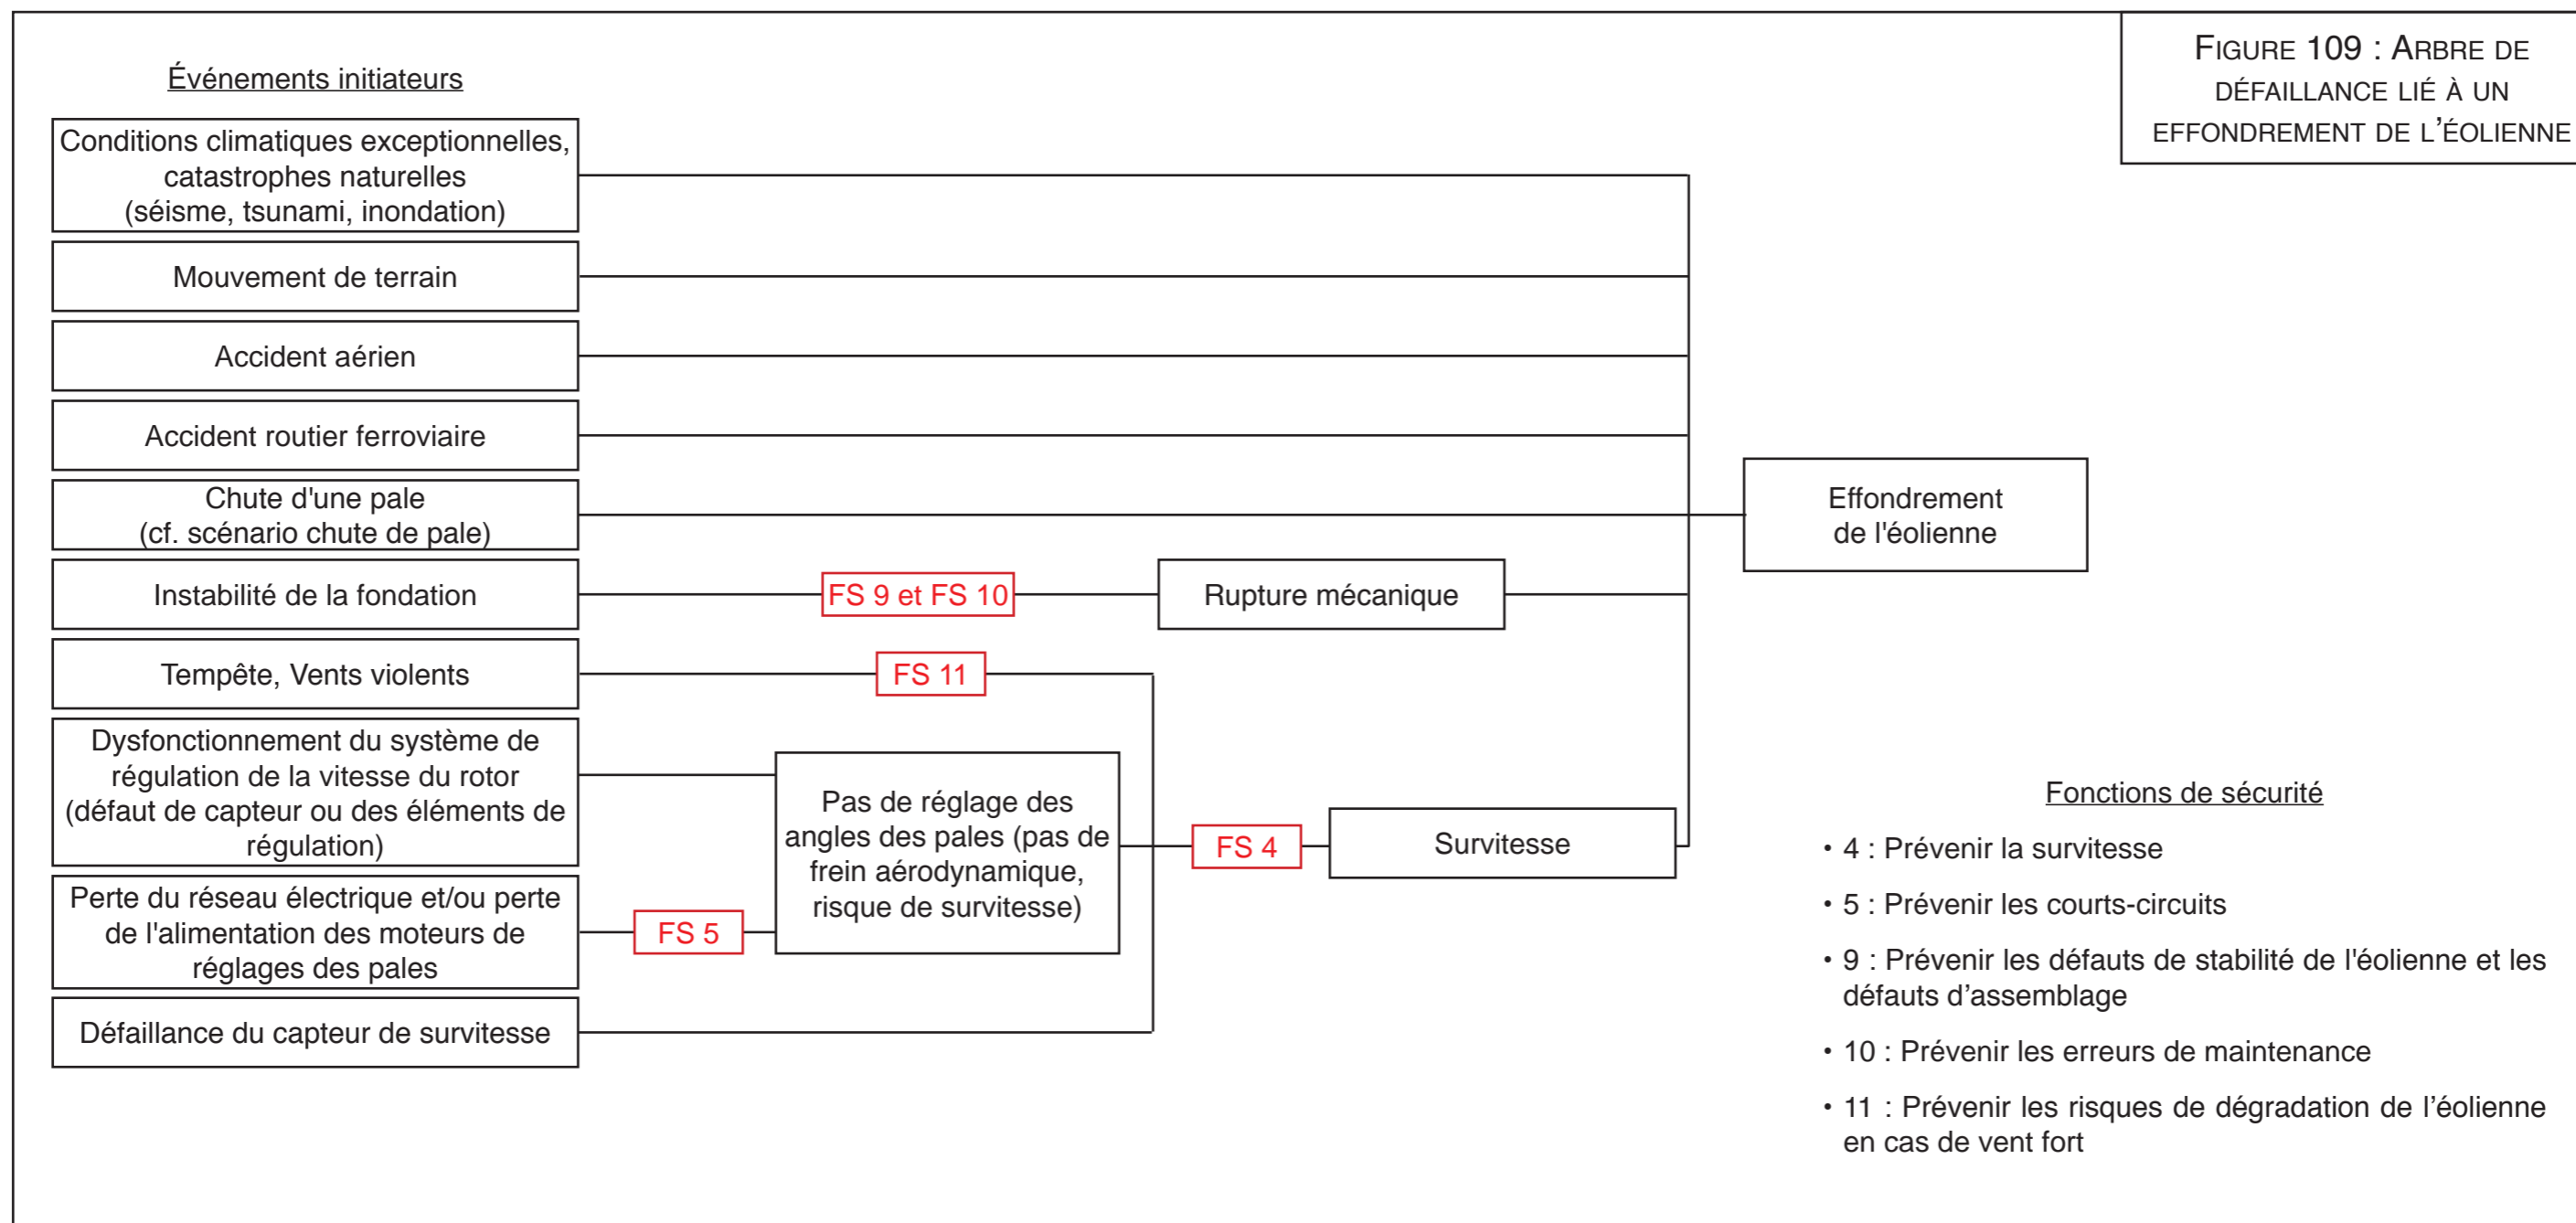 FIGURE 109 : ARBRE DE
DÉFAILLANCE LIÉ À UN
EFFONDREMENT DE L'ÉOLIENNE
Événements initiateurs
Conditions climatiques exceptionnelles,
catastrophes naturelles
(séisme, tsunami, inondation)
Mouvement de terrain
Accident aérien
Accident routier ferroviaire
Chute d'une pale
(cf. scénario chute de pale)
Effondrement
de l'éolienne
Instabilité de la fondation
FS 9 et FS 10
Rupture mécanique
Tempête, Vents violents
FS 11
Dysfonctionnement du système de
régulation de la vitesse du rotor
(défaut de capteur ou des éléments de
régulation)
Pas de réglage des
angles des pales (pas de
frein aérodynamique,
risque de survitesse)
FS 4
Survitesse
Perte du réseau électrique et/ou perte
de l'alimentation des moteurs de
réglages des pales
FS 5
Défaillance du capteur de survitesse
Fonctions de sécurité
• 4 : Prévenir la survitesse
• 5 : Prévenir les courts-circuits
• 9 : Prévenir les défauts de stabilité de l'éolienne et les
défauts d'assemblage
• 10 : Prévenir les erreurs de maintenance
• 11 : Prévenir les risques de dégradation de l'éolienne
en cas de vent fort